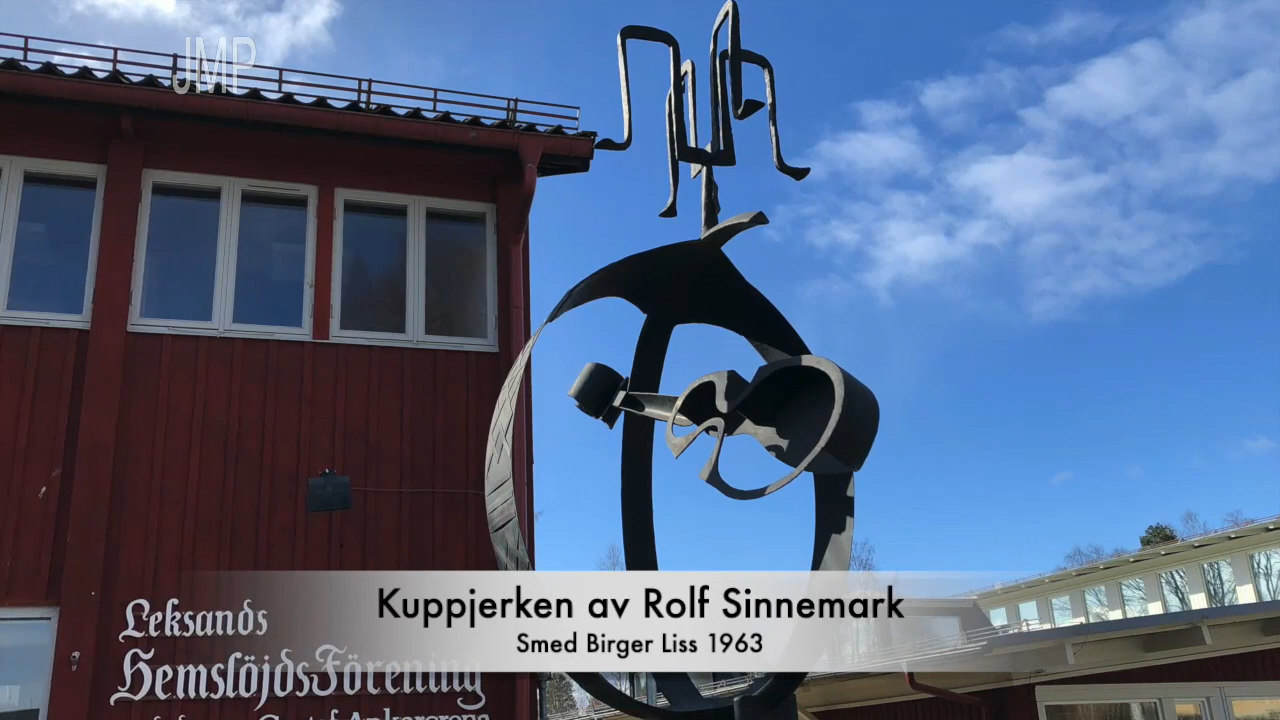 JMP
Kuppjerken av Rolf Sinnemark
Smed Birger Liss 1963
Leksands
HemslöjdsFörening